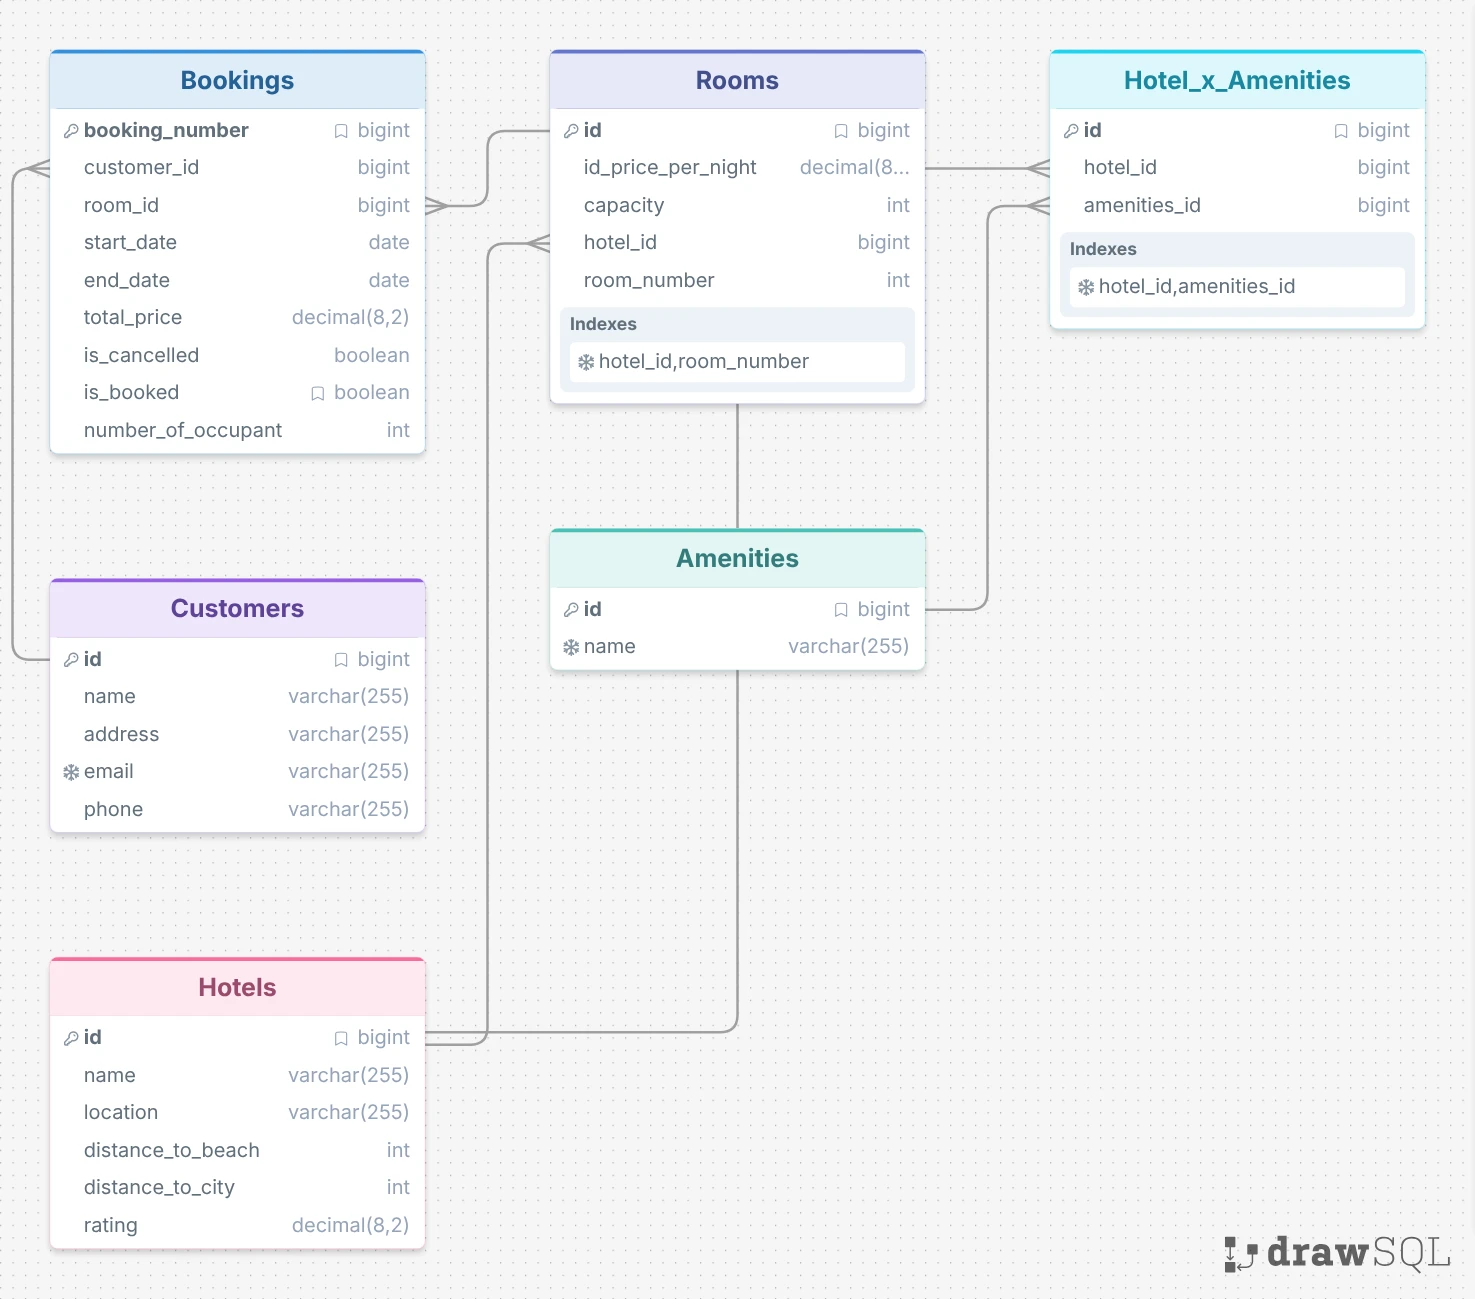 Bookings
booking_number bigint
customer_id bigint
room_id bigint
start_date date
end_date date
total_price decimal(8,2)
is_cancelled boolean
is_booked boolean
number_of_occupant int
Rooms
id bigint
id_price_per_night decimal(8...
capacity int
hotel_id bigint
room_number int
Indexes
hotel_id,room_number
Hotel_x_Amenities
id bigint
hotel_id bigint
amenities_id bigint
Indexes
hotel_id,amenities_id
Customers
id bigint
name varchar(255)
address varchar(255)
email varchar(255)
phone varchar(255)
Amenities
id bigint
name varchar(255)
Hotels
id bigint
name varchar(255)
location varchar(255)
distance_to_beach int
distance_to_city int
rating decimal(8,2)
drawSQL